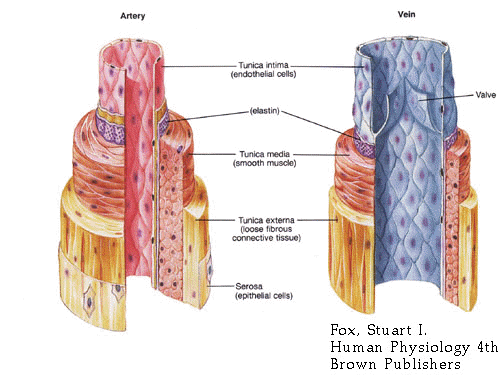 Artery
Vein
Tunica intima
(endothelial cells)
Valve
(elastin)
Tunica media
(smooth muscle)
Tunica externa
(loose fibrous
connective tissue)
Serosa
(epithelial cells)
Fox, Stuart I.
Human Physiology 4th
Brown Publishers